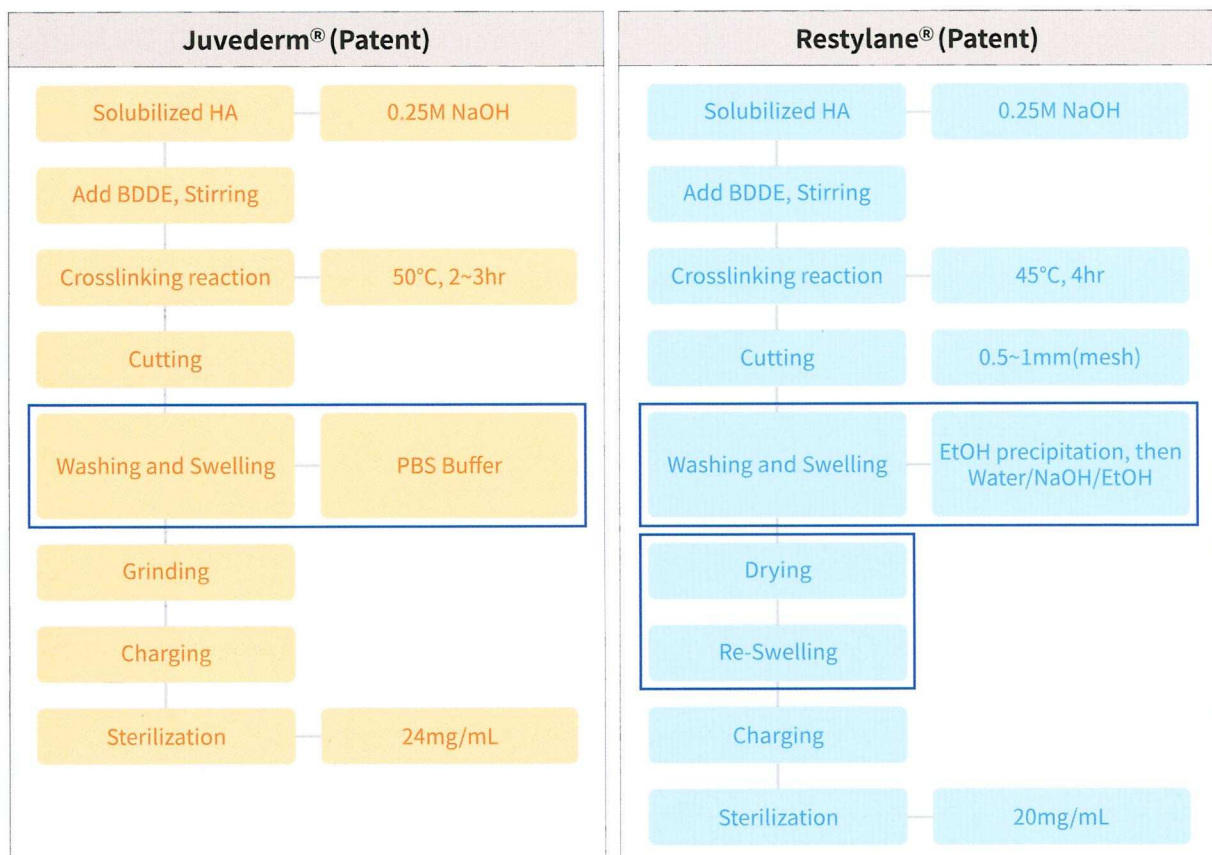 Juvederm® (Patent)
Solubilized HA
0.25M NaOH
Add BDDE, Stirring
Crosslinking reaction
50°C, 2~3hr
Cutting
Washing and Swelling
PBS Buffer
Grinding
Charging
Sterilization
24mg/mL
Restylane® (Patent)
Solubilized HA
0.25M NaOH
Add BDDE, Stirring
Crosslinking reaction
45°C, 4hr
Cutting
0.5~1mm(mesh)
Washing and Swelling
EtOH precipitation, then
Water/NaOH/EtOH
Drying
Re-Swelling
Charging
Sterilization
20mg/mL